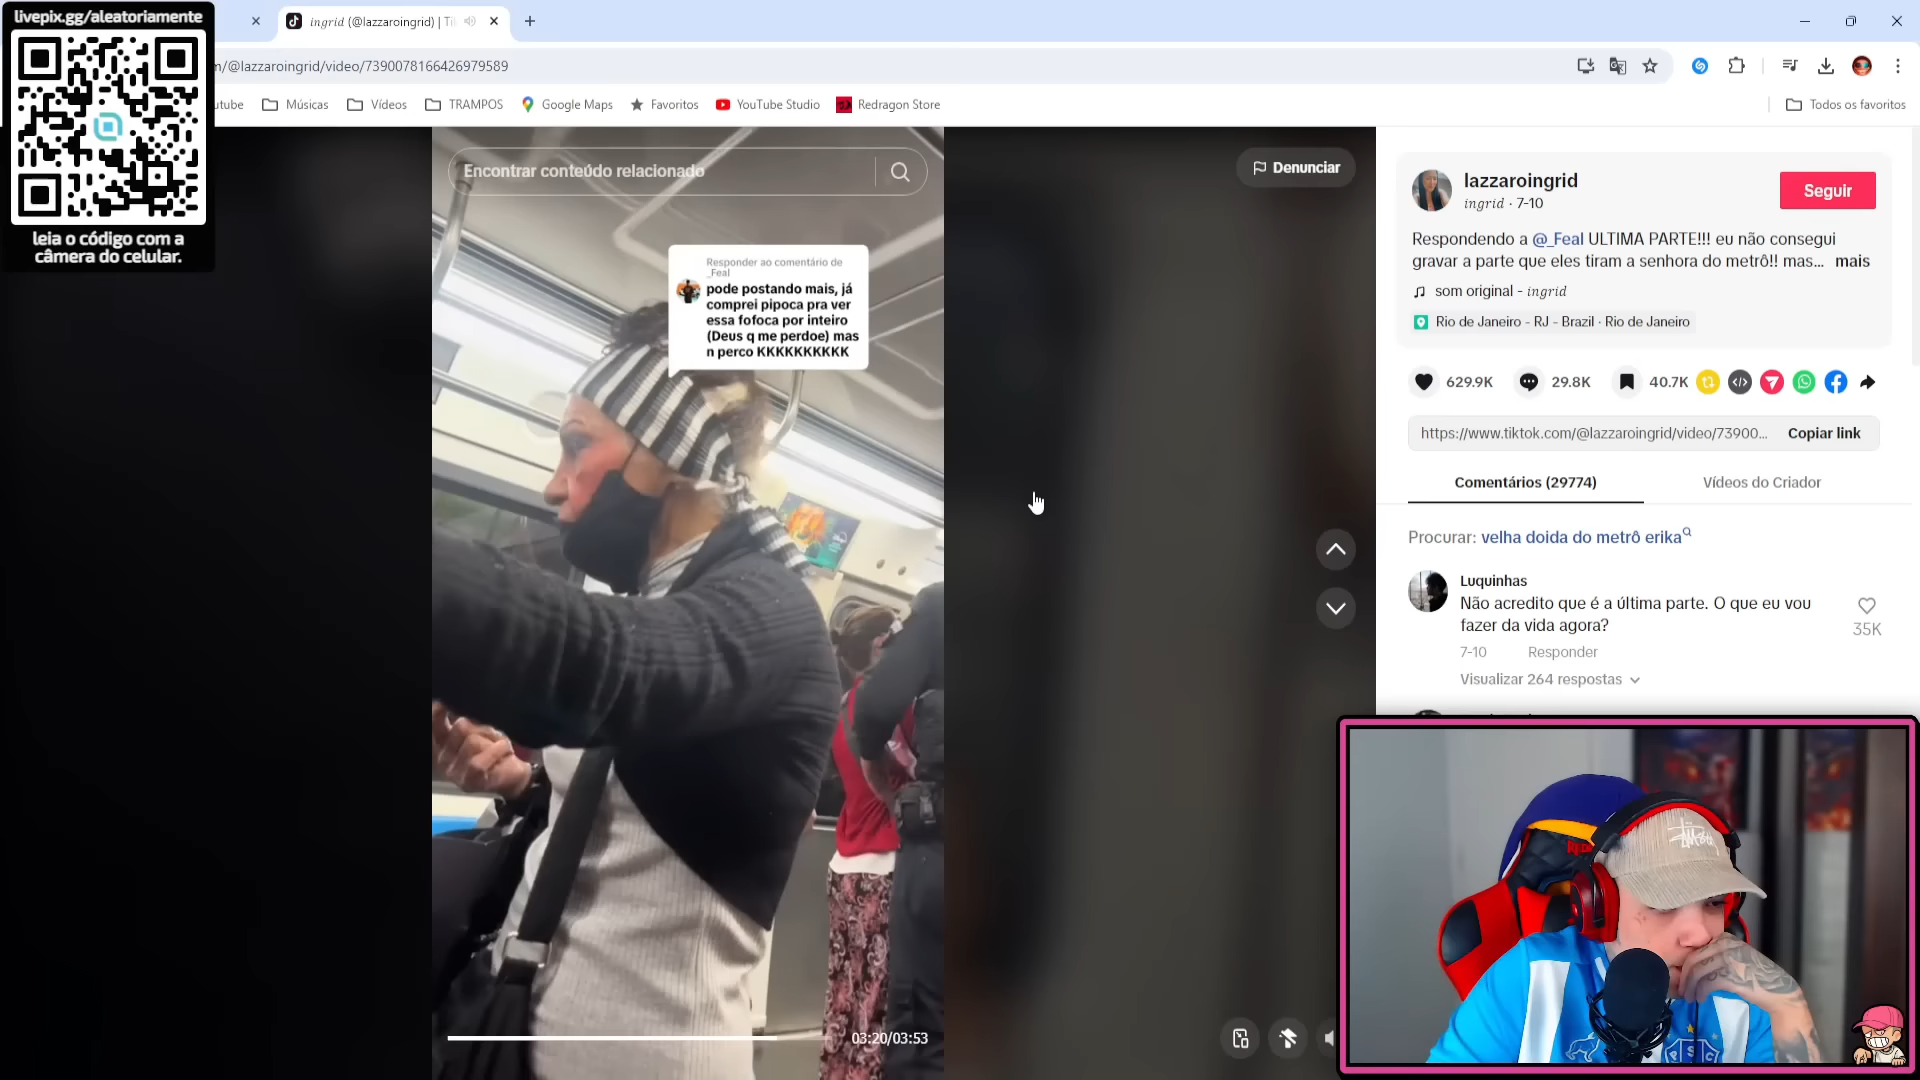 livepix.gg/aleatoriamente
leia o código com a
câmera do celular.
ingrid (@lazzaroingrid) | Ti
/@lazzaroingrid/video/7390078166426979589
utube
Músicas
Vídeos
TRAMPOS
Google Maps
Favoritos
YouTube Studio
Redragon Store
Todos os favoritos
Encontrar conteúdo relacionado
Denunciar
Responder ao comentário de
_Feal
pode postando mais, já
comprei pipoca pra ver
essa fofoca por inteiro
(Deus q me perdoe) mas
n perco KKKKKKKKKK
03:20/03:53
lazzaroingrid
ingrid · 7-10
Seguir
Respondendo a @_Feal ULTIMA PARTE!!! eu não consegui
gravar a parte que eles tiram a senhora do metrô!! mas... mais
som original - ingrid
Rio de Janeiro - RJ - Brazil · Rio de Janeiro
629.9K
29.8K
40.7K
https://www.tiktok.com/@lazzaroingrid/video/73900...
Copiar link
Comentários (29774)
Vídeos do Criador
Procurar: velha doida do metrô erika
Luquinhas
Não acredito que é a última parte. O que eu vou
fazer da vida agora?
35K
7-10
Responder
Visualizar 264 respostas